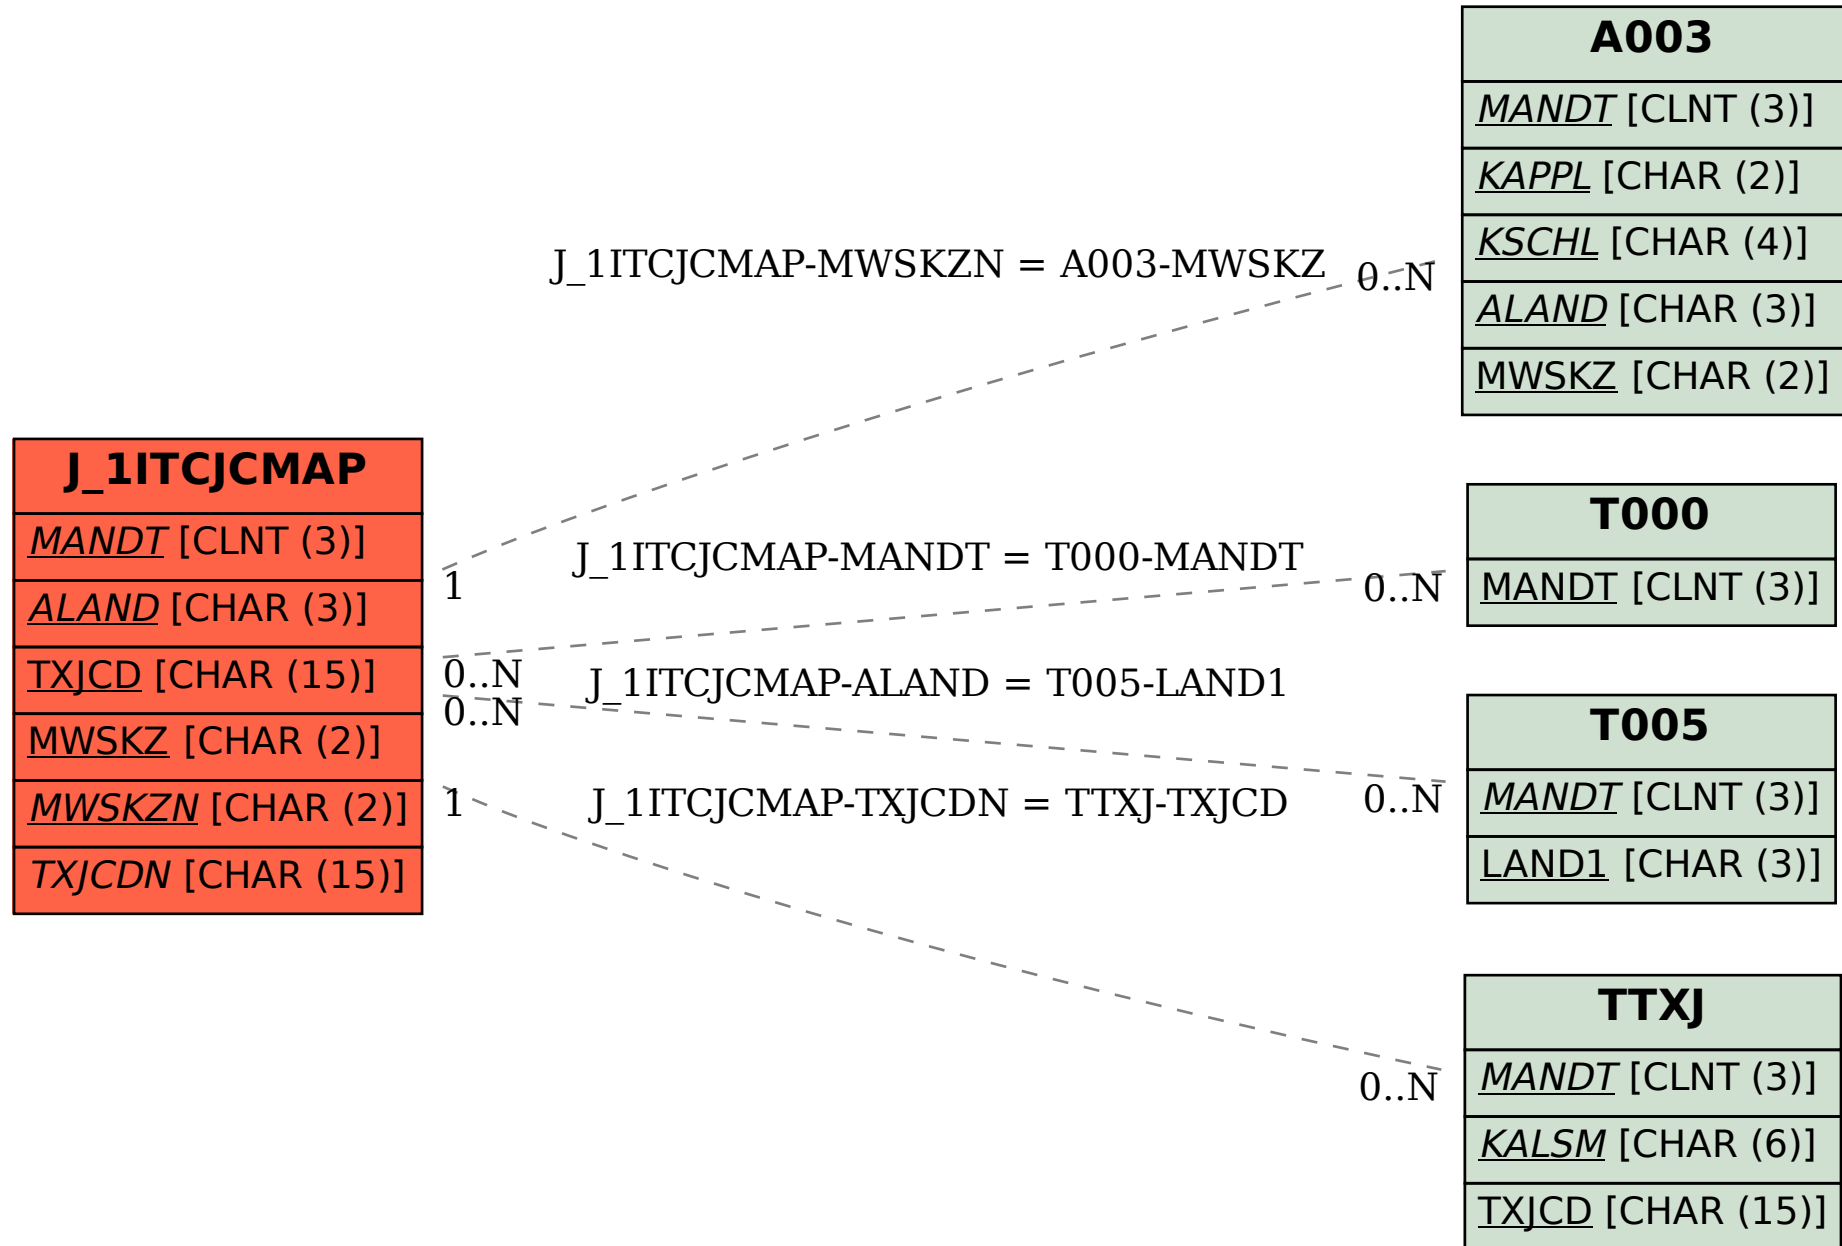 J_1ITCJCMAP
MANDT [CLNT (3)]
ALAND [CHAR (3)]
TXJCD [CHAR (15)]
MWSKZ [CHAR (2)]
MWSKZN [CHAR (2)]
TXJCDN [CHAR (15)]
J_1ITCJCMAP-MWSKZN = A003-MWSKZ
1
0..N
J_1ITCJCMAP-MANDT = T000-MANDT
0..N
0..N
J_1ITCJCMAP-ALAND = T005-LAND1
0..N
0..N
J_1ITCJCMAP-TXJCDN = TTXJ-TXJCD
1
0..N
A003
MANDT [CLNT (3)]
KAPPL [CHAR (2)]
KSCHL [CHAR (4)]
ALAND [CHAR (3)]
MWSKZ [CHAR (2)]
T000
MANDT [CLNT (3)]
T005
MANDT [CLNT (3)]
LAND1 [CHAR (3)]
TTXJ
MANDT [CLNT (3)]
KALSM [CHAR (6)]
TXJCD [CHAR (15)]